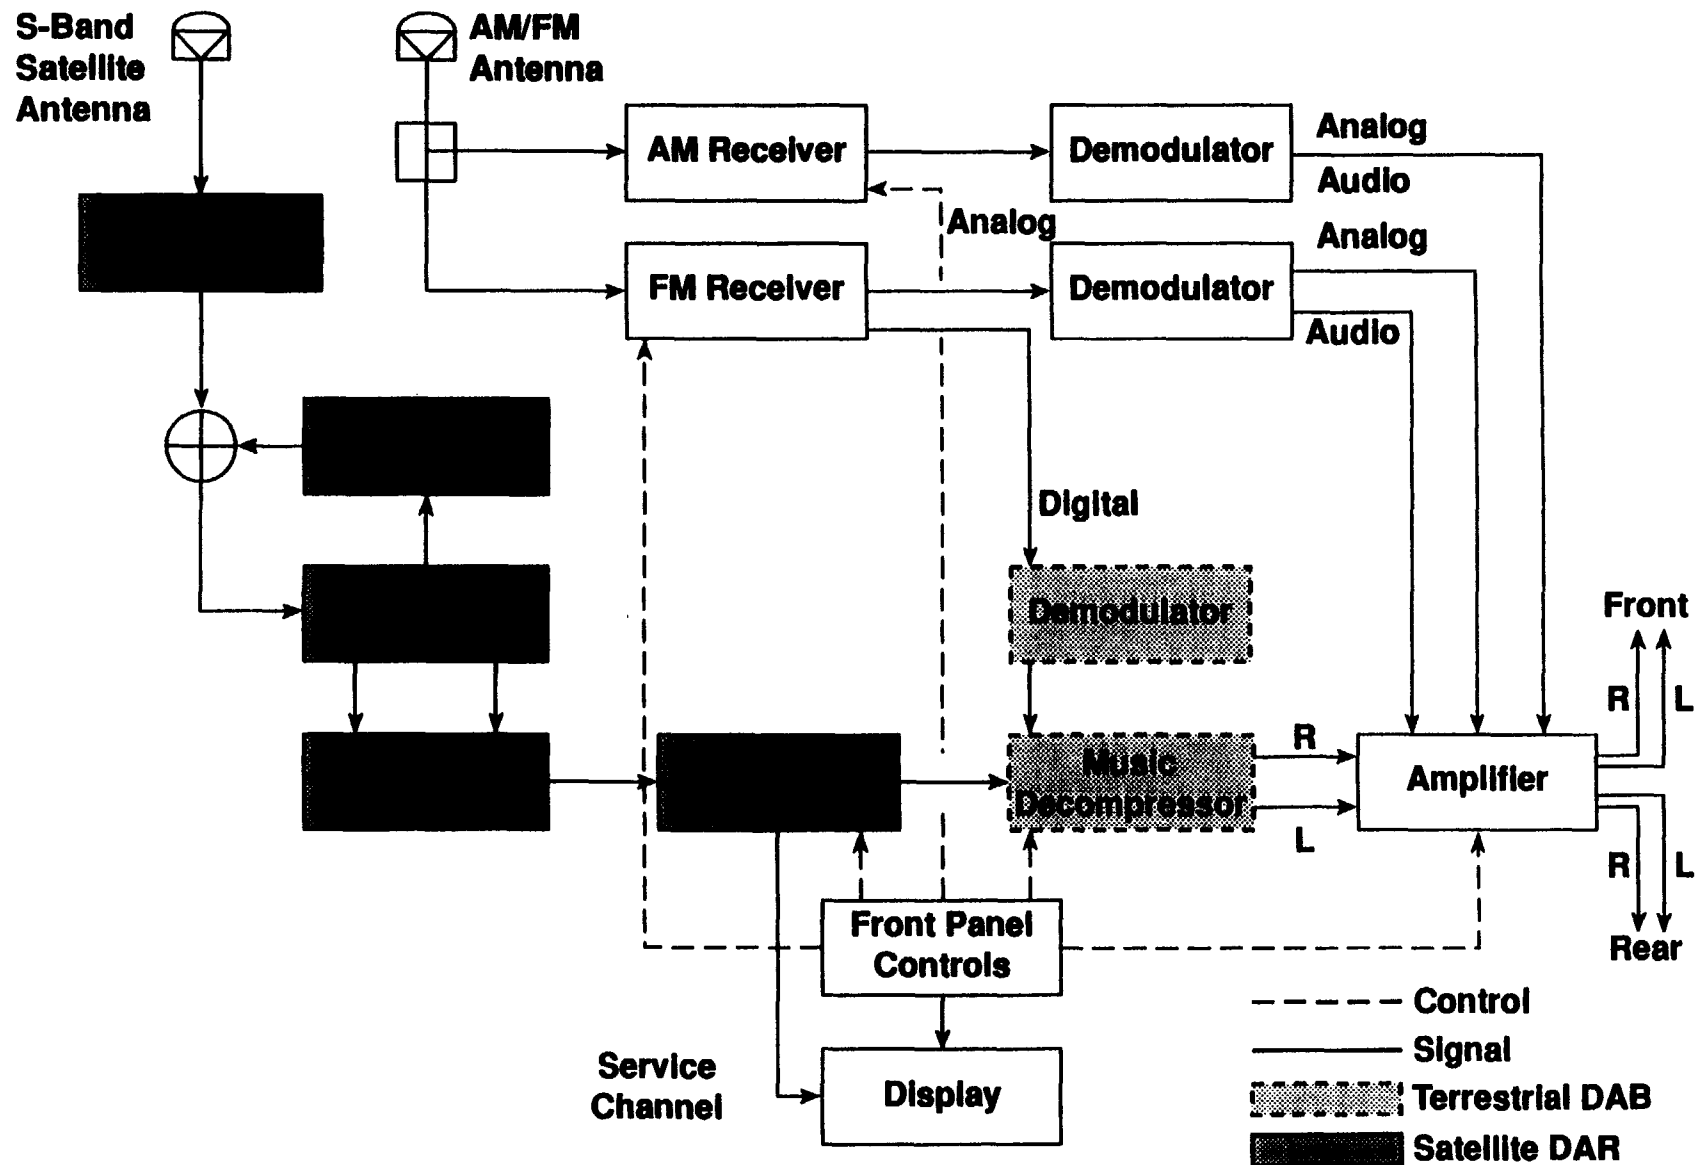 S-Band
Satellite
Antenna
AM/FM
Antenna
AM Receiver
Demodulator
Analog
Audio
Analog
FM Receiver
Demodulator
Analog
Audio
Digital
Demodulator
Music
Decompressor
R
L
Amplifier
Front
R
L
R
L
Rear
Front Panel
Controls
Service
Channel
Display
Control
Signal
Terrestrial DAB
Satellite DAR